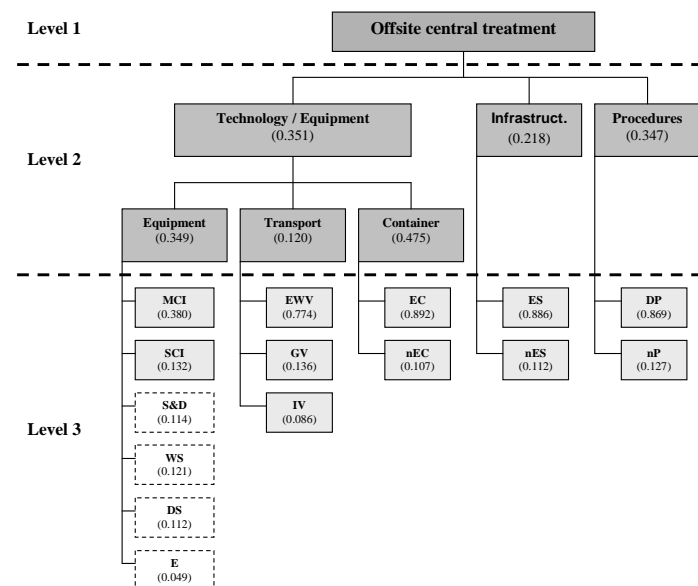 Level 1
Offsite central treatment
Level 2
Technology / Equipment
(0.351)
Infrastruct.
(0.218)
Procedures
(0.347)
Equipment
(0.349)
Transport
(0.120)
Container
(0.475)
Level 3
MCI
(0.380)
EWV
(0.774)
EC
(0.892)
ES
(0.886)
DP
(0.869)
SCI
(0.132)
GV
(0.136)
nEC
(0.107)
nES
(0.112)
nP
(0.127)
S&D
(0.114)
IV
(0.086)
WS
(0.121)
DS
(0.112)
E
(0.049)